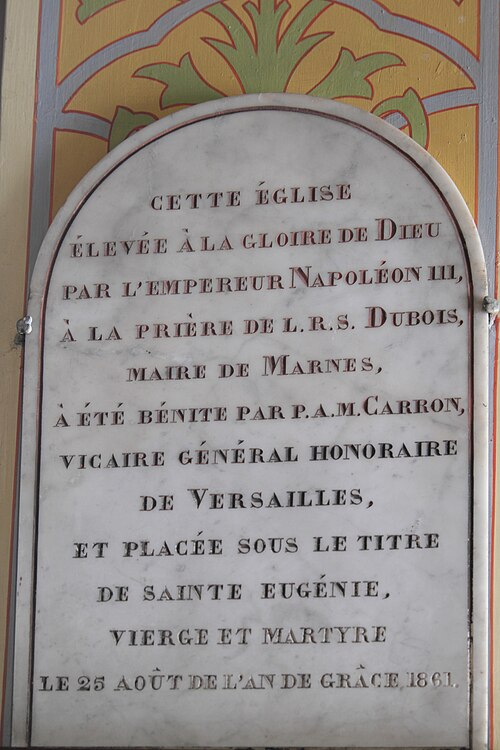 CETTE ÉGLISE
ÉLEVÉE À LA GLOIRE DE DIEU
PAR L'EMPEREUR NAPOLÉON III,
À LA PRIÈRE DE L.R.S. DUBOIS,
MAIRE DE MARNES,
À ÉTÉ BÉNITE PAR P.A.M. CARRON,
VICAIRE GÉNÉRAL HONORAIRE
DE VERSAILLES,
ET PLACÉE SOUS LE TITRE
DE SAINTE EUGÉNIE,
VIERGE ET MARTYRE
LE 25 AOÛT DE L'AN DE GRÂCE 1861.